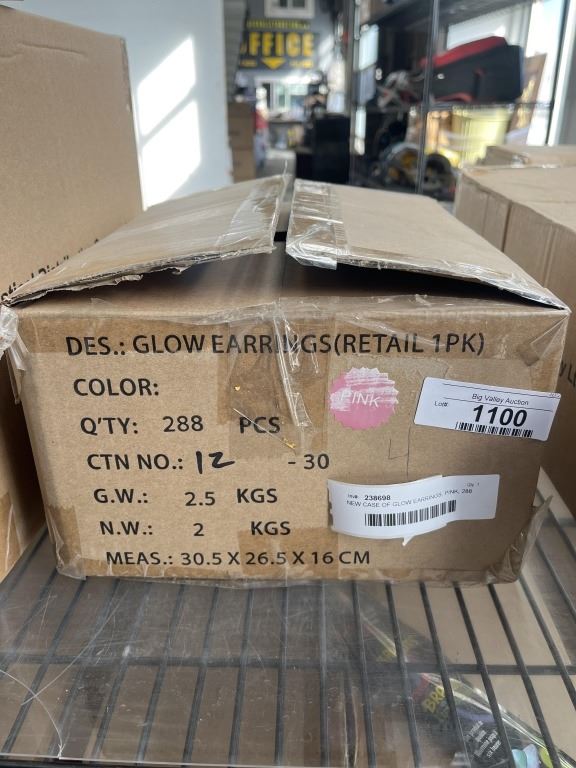 OFFICE
DES.: GLOW EARRINGS(RETAIL 1PK)
COLOR:
PINK
Big Valley Auction
Lot#: 1100
Q'TY: 288 PCS
CTN NO.: 12 - 30
4
G.W.: 2.5 KGS
Inv#: 238698
NEW CASE OF GLOW EARRINGS, PINK, 288
N.W.: 2 KGS
MEAS.: 30.5 X 26.5 X 16 CM